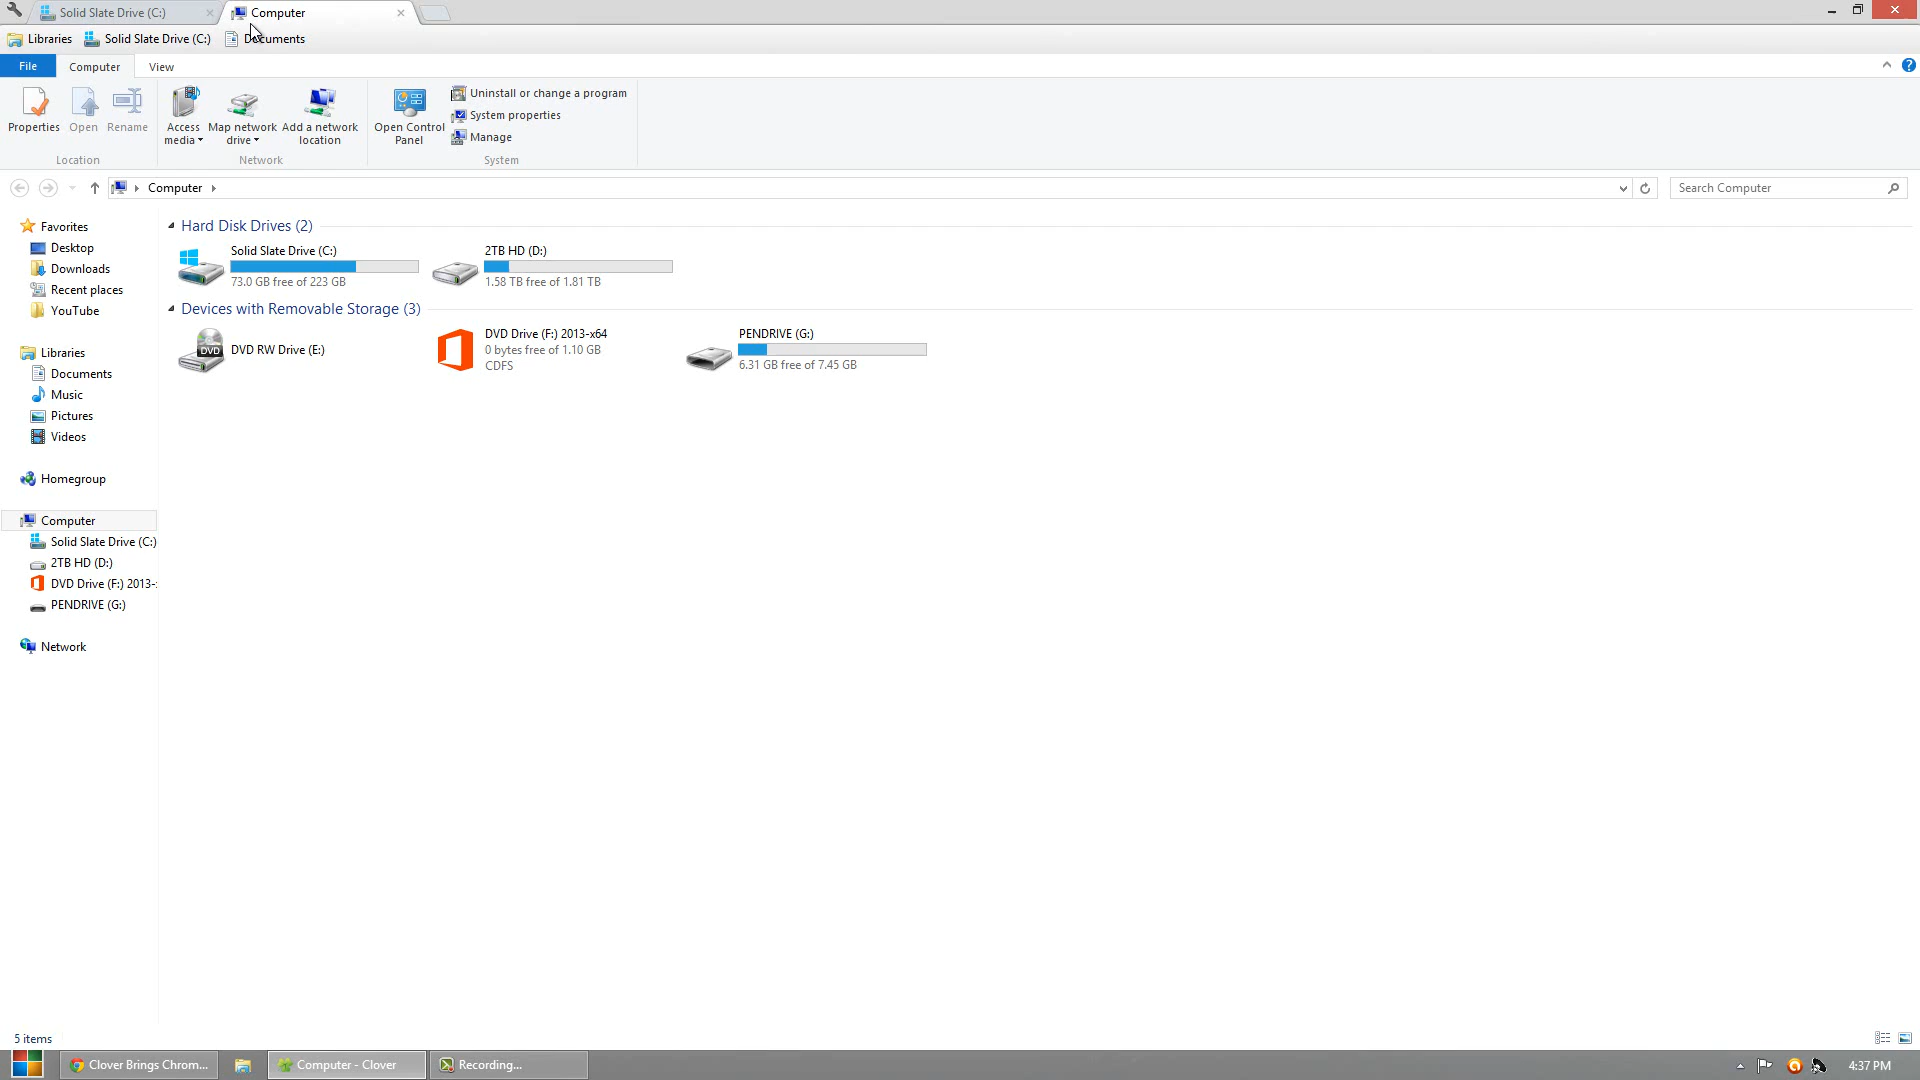 Solid Slate Drive (C:)
Computer
Libraries
Solid Slate Drive (C:)
Documents
File
Computer
View
Properties
Open
Rename
Access
media
Map network
drive
Add a network
location
Open Control
Panel
Uninstall or change a program
System properties
Manage
Location
Network
System
Computer
Search Computer
Favorites
Desktop
Downloads
Recent places
YouTube
Libraries
Documents
Music
Pictures
Videos
Homegroup
Computer
Solid Slate Drive (C:)
2TB HD (D:)
DVD Drive (F:) 2013-
PENDRIVE (G:)
Network
Hard Disk Drives (2)
Solid Slate Drive (C:)
73.0 GB free of 223 GB
2TB HD (D:)
1.58 TB free of 1.81 TB
Devices with Removable Storage (3)
DVD
DVD RW Drive (E:)
DVD Drive (F:) 2013-x64
0 bytes free of 1.10 GB
CDFS
PENDRIVE (G:)
6.31 GB free of 7.45 GB
5 items
Clover Brings Chrom...
Computer - Clover
Recording...
4:37 PM